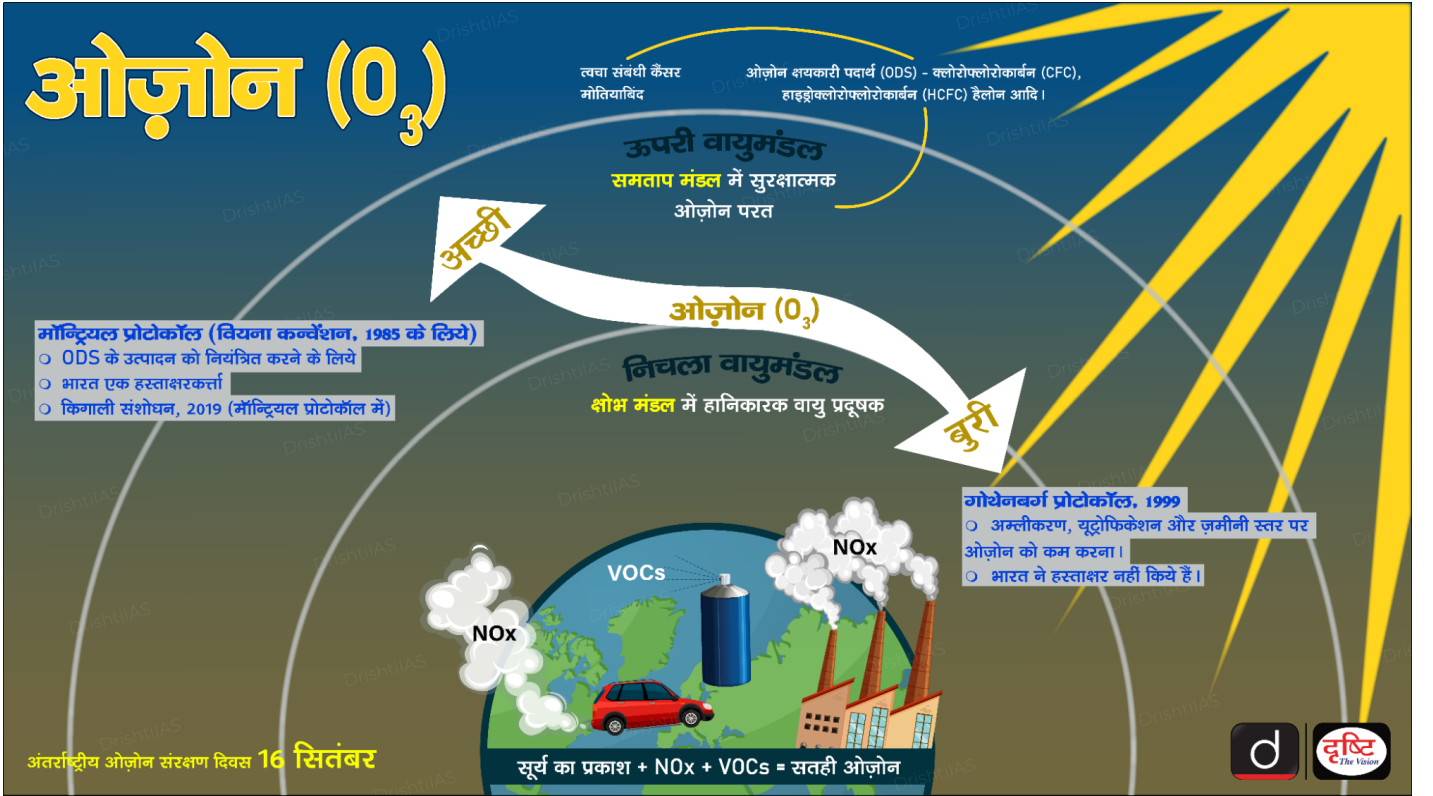 ओज़ोन (O₃)
त्वचा संबंधी कैंसर
मोतियाबिंद
ओज़ोन क्षयकारी पदार्थ (ODS) - क्लोरोफ्लोरोकार्बन (CFC),
हाइड्रोक्लोरोफ्लोरोकार्बन (HCFC) हैलोन आदि।
ऊपरी वायुमंडल
समताप मंडल में सुरक्षात्मक
ओज़ोन परत
अच्छी
ओज़ोन (O₃)
बुरी
मॉन्ट्रियल प्रोटोकॉल (वियना कन्वेंशन, 1985 के लिये)
○ ODS के उत्पादन को नियंत्रित करने के लिये
○ भारत एक हस्ताक्षरकर्त्ता
○ किगाली संशोधन, 2019 (मॉन्ट्रियल प्रोटोकॉल में)
निचला वायुमंडल
क्षोभ मंडल में हानिकारक वायु प्रदूषक
गोथेनबर्ग प्रोटोकॉल, 1999
○ अम्लीकरण, यूट्रोफिकेशन और ज़मीनी स्तर पर
ओज़ोन को कम करना।
○ भारत ने हस्ताक्षर नहीं किये हैं।
NOx
VOCs
NOx
सूर्य का प्रकाश + NOx + VOCs = सतही ओज़ोन
अंतर्राष्ट्रीय ओज़ोन संरक्षण दिवस 16 सितंबर
d
दृष्टि
The Vision
DrishtiIAS